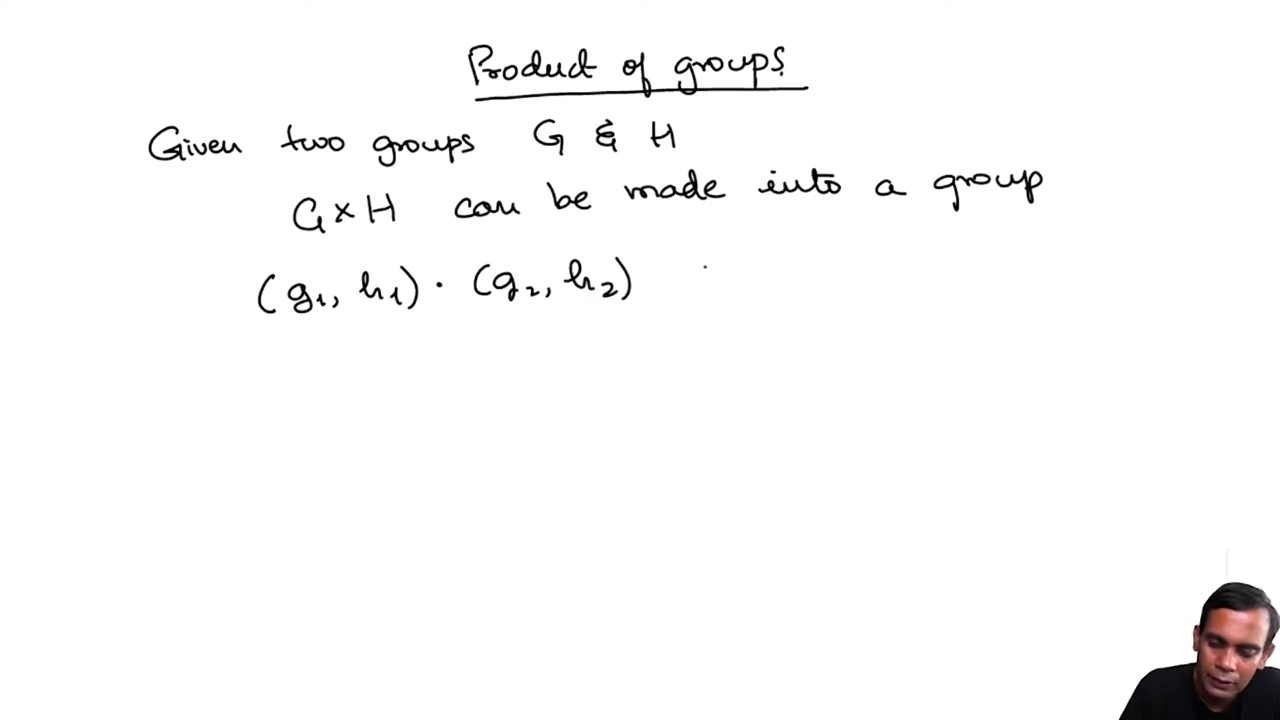 Product of groups.
Given two groups G & H
G × H can be made into a group
(g₁, h₁) · (g₂, h₂)